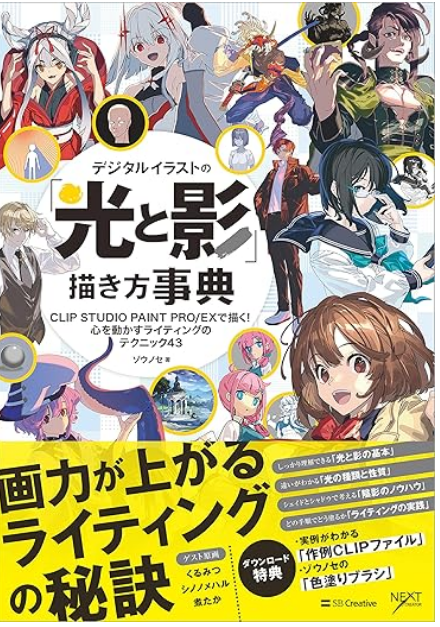 デジタルイラストの
「光と影」
描き方事典
CLIP STUDIO PAINT PRO/EXで描く!
心を動かすライティングの
テクニック43
ゾウノセ 著
画力が上がる
ライティング
の秘訣
しっかり理解できる「光と影の基本」
違いがわかる「光の種類と性質」
シェイドとシャドウで考える「陰影のノウハウ」
どの手順でどう塗るか「ライティングの実践」
ゲスト原画
くるみつ
シノノメハル
煮たか
ダウンロード
特典
・実例がわかる
「作例CLIPファイル」
・ゾウノセの
「色塗りブラシ」
SB Creative
NEXT
CREATOR